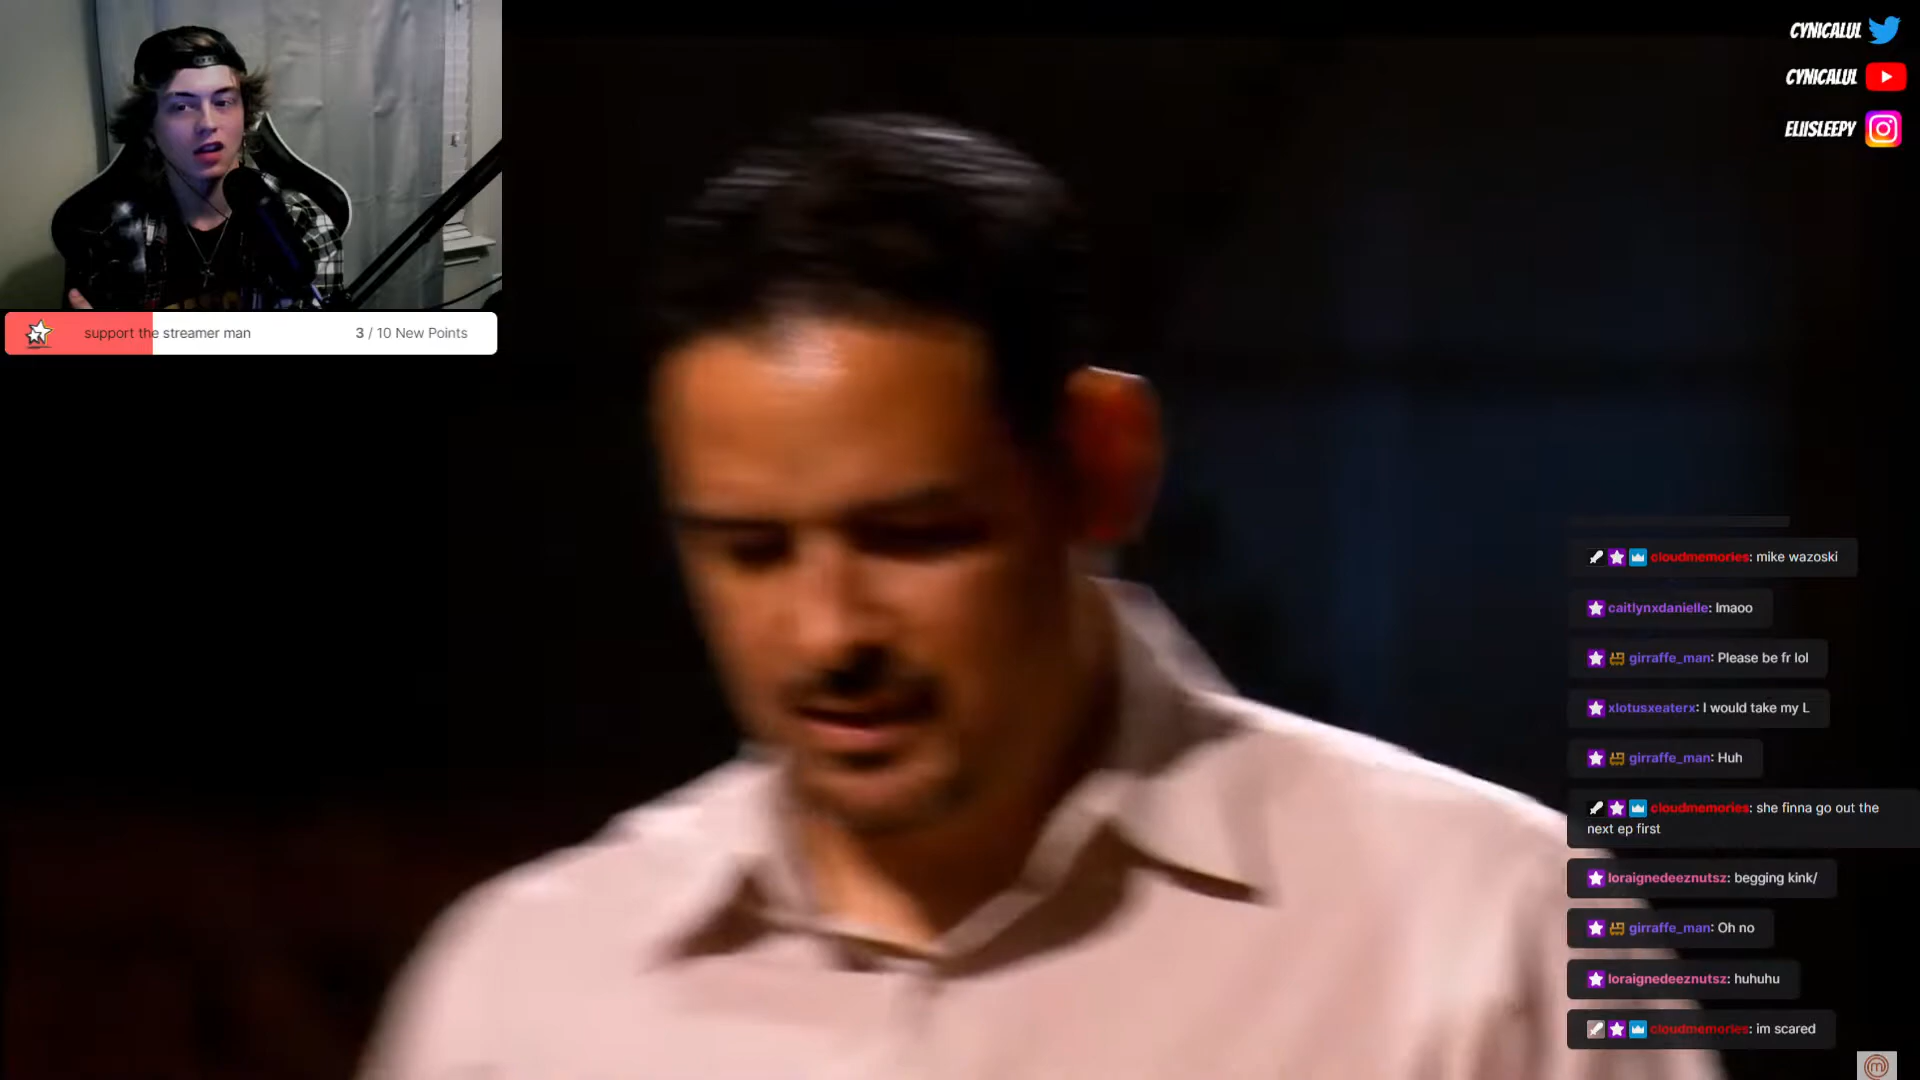 CYNICALUL
CYNICALUL
ELIISLEEPY
support the streamer man 3 / 10 New Points
cloudmemories: mike wazoski
caitlynxdanielle: lmaoo
girraffe_man: Please be fr lol
xlotusxeaterx: I would take my L
girraffe_man: Huh
cloudmemories: she finna go out the
next ep first
loraignedeeznutsz: begging kink/
girraffe_man: Oh no
loraignedeeznutsz: huhuhu
cloudmemories: im scared